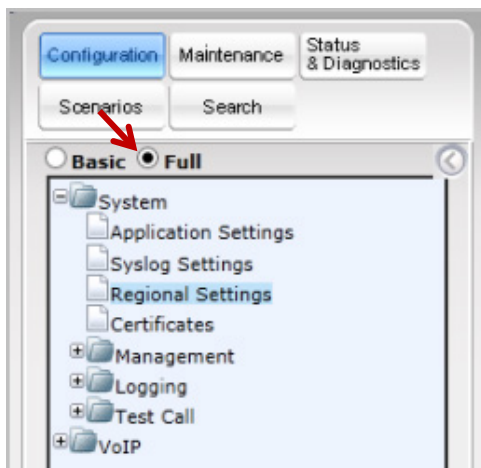 Configuration Maintenance Status & Diagnostics
Scenarios Search
Basic Full
System
Application Settings
Syslog Settings
Regional Settings
Certificates
Management
Logging
Test Call
VoIP